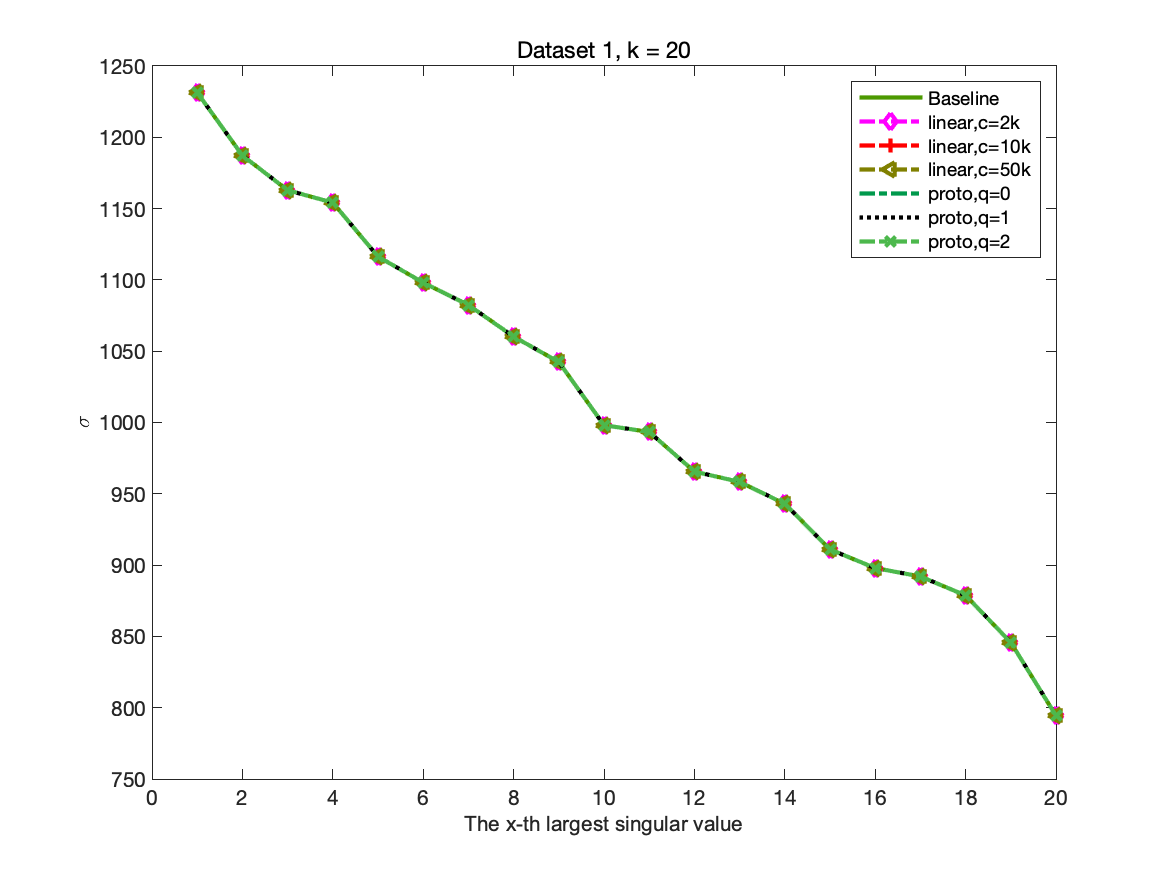 Dataset 1, k = 20
1250
1200
1150
1100
1050
1000
950
900
850
800
750
σ
Baseline
linear,c=2k
linear,c=10k
linear,c=50k
proto,q=0
proto,q=1
proto,q=2
0 2 4 6 8 10 12 14 16 18 20
The x-th largest singular value